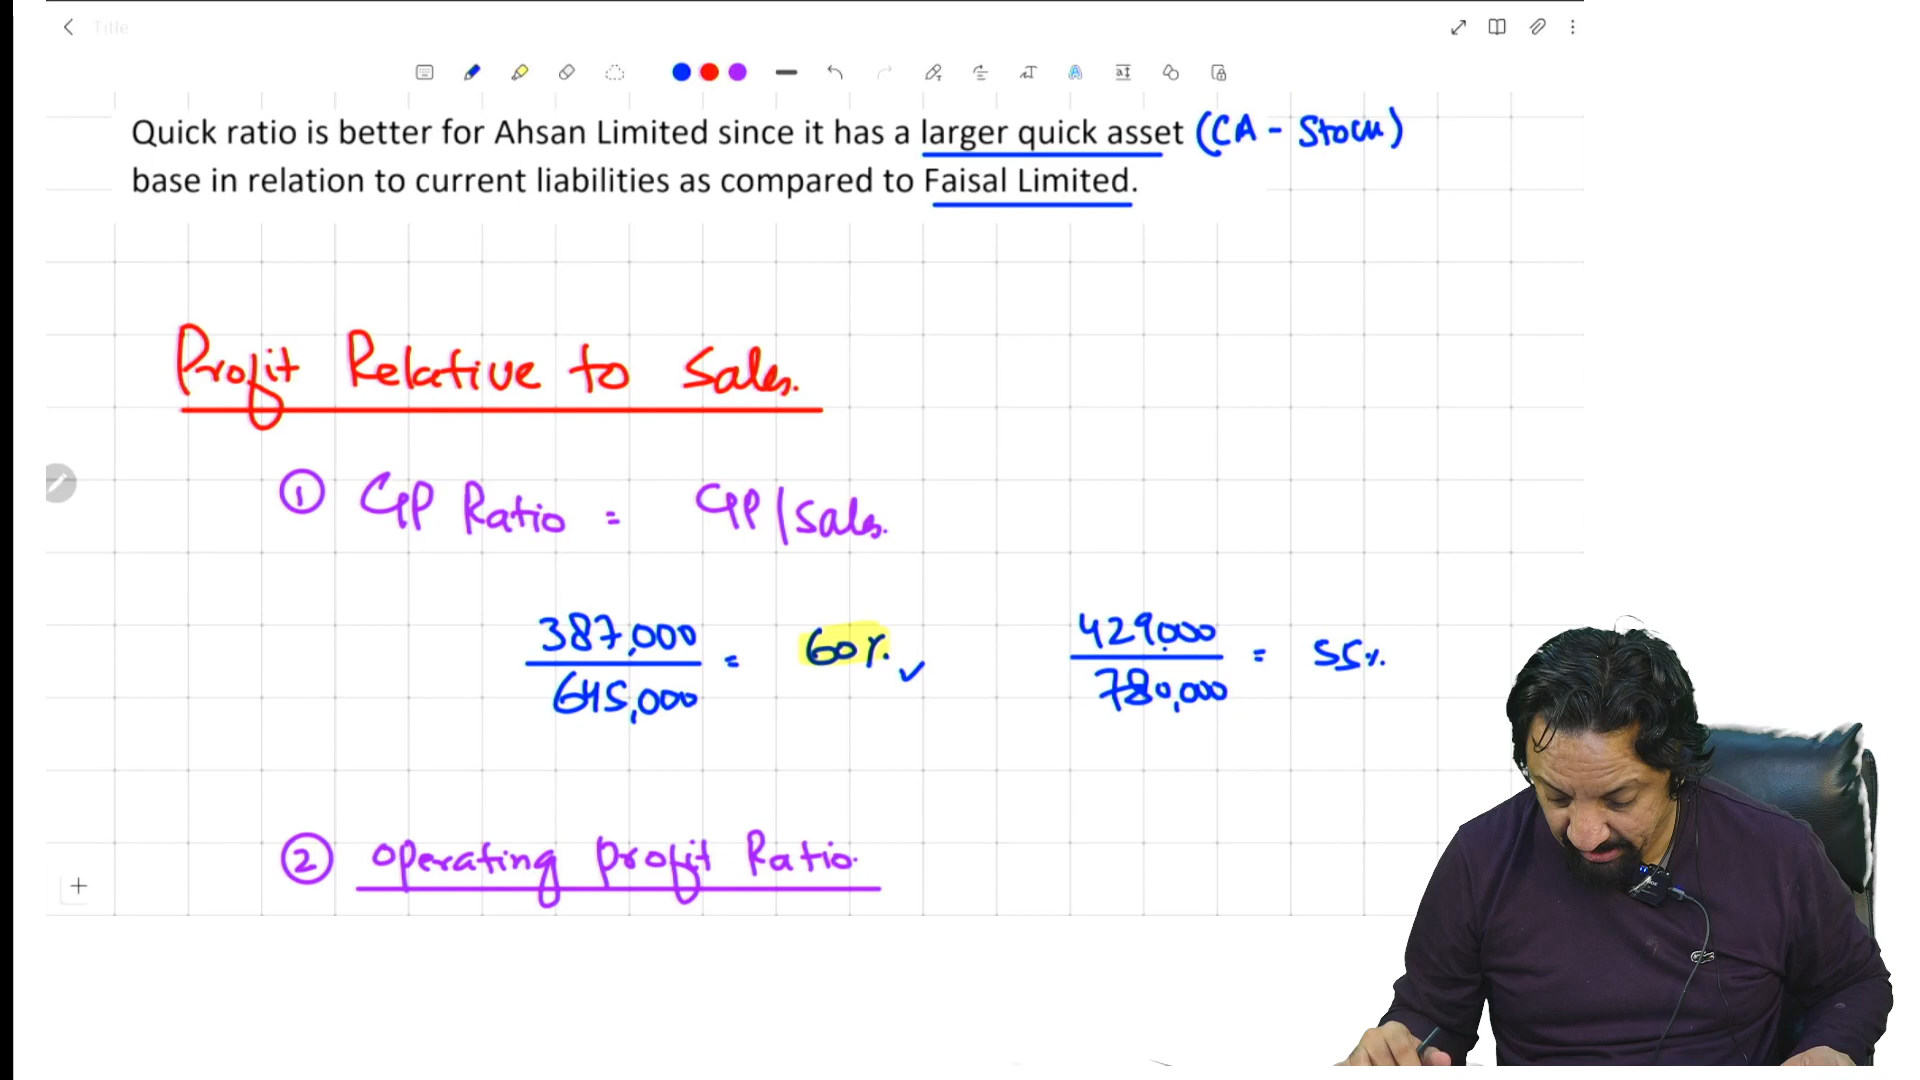 Title
Quick ratio is better for Ahsan Limited since it has a larger quick asset (CA - Stock)
base in relation to current liabilities as compared to Faisal Limited.
Profit Relative to Sales.
① GP Ratio = GP/Sales.
387,000 / 645,000 = 60%. ✓ 429,000 / 780,000 = 55%.
② Operating Profit Ratio.